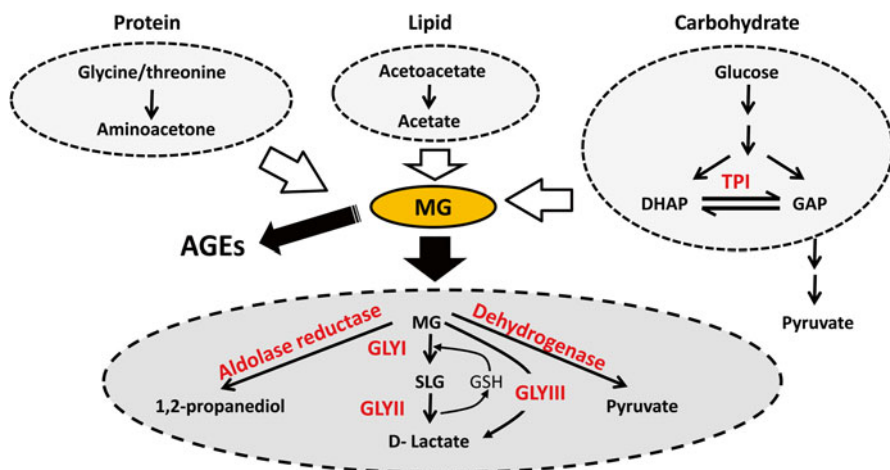 Protein
Lipid
Carbohydrate
Glycine/threonine
Aminoacetone
Acetoacetate
Acetate
Glucose
TPI
DHAP
GAP
MG
AGEs
Pyruvate
MG
Aldolase reductase
Dehydrogenase
GLYI
SLG
GSH
GLYII
GLYIII
1,2-propanediol
Pyruvate
D- Lactate